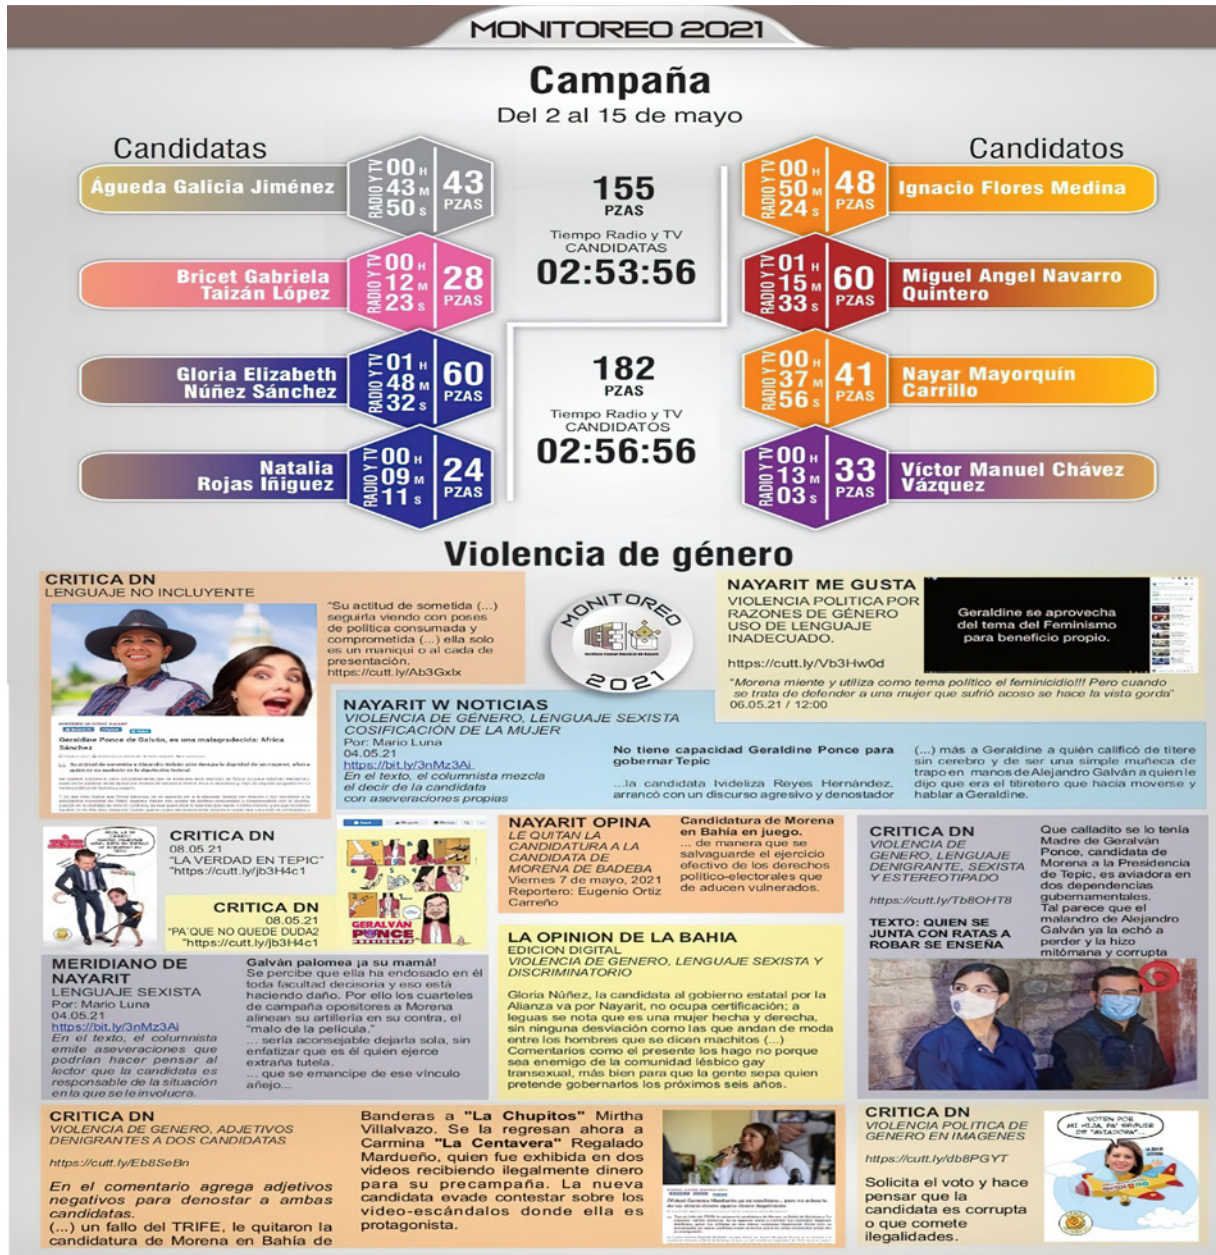 MONITOREO 2021
Campaña
Del 2 al 15 de mayo
Candidatas
Candidatos
Águeda Galicia Jiménez
RADIO Y TV
00 H
43 M
50 S
43
PZAS
Bricet Gabriela
Taizán López
RADIO Y TV
00 H
12 M
23 S
28
PZAS
Gloria Elizabeth
Núñez Sánchez
RADIO Y TV
01 H
48 M
32 S
60
PZAS
Natalia
Rojas Iñiguez
RADIO Y TV
00 H
09 M
11 S
24
PZAS
155
PZAS
Tiempo Radio y TV
CANDIDATAS
02:53:56
182
PZAS
Tiempo Radio y TV
CANDIDATOS
02:56:56
RADIO Y TV
00 H
50 M
24 S
48
PZAS
Ignacio Flores Medina
RADIO Y TV
01 H
15 M
33 S
60
PZAS
Miguel Angel Navarro
Quintero
RADIO Y TV
00 H
37 M
56 S
41
PZAS
Nayar Mayorquín
Carrillo
RADIO Y TV
00 H
13 M
03 S
33
PZAS
Víctor Manuel Chávez
Vázquez
Violencia de género
CRITICA DN
LENGUAJE NO INCLUYENTE
"Su actitud de sometida (...)
seguirla viendo con poses
de política consumada y
comprometida (...) ella solo
es un maniqui o al cada de
presentación.
https://cutt.ly/Ab3GxIx
Geraldine Ponce de Galván, es una malagradecida: Africa
Sánchez
MONITOREO
2021
NAYARIT ME GUSTA
VIOLENCIA POLITICA POR
RAZONES DE GÉNERO
USO DE LENGUAJE
INADECUADO.
https://cutt.ly/Vb3Hw0d
Geraldine se aprovecha
del tema del Feminismo
para beneficio propio.
"Morena miente y utiliza como tema político el feminicidio!!! Pero cuando
se trata de defender a una mujer que sufrió acoso se hace la vista gorda"
06.05.21 / 12:00
NAYARIT W NOTICIAS
VIOLENCIA DE GÉNERO, LENGUAJE SEXISTA
COSIFICACIÓN DE LA MUJER
Por: Mario Luna
04.05.21
https://bit.ly/3nMz3Ai
En el texto, el columnista mezcla
el decir de la candidata
con aseveraciones propias
No tiene capacidad Geraldine Ponce para
gobernar Tepic
...la candidata Ivideliza Reyes Hernández,
arrancó con un discurso agresivo y denostador
(...) más a Geraldine a quién calificó de títere
sin cerebro y de ser una simple muñeca de
trapo en manos de Alejandro Galván a quien le
dijo que era el titiretero que hacia moverse y
hablar a Geraldine.
CRITICA DN
08.05.21
"LA VERDAD EN TEPIC"
"https://cutt.ly/jb3H4c1
CRITICA DN
08.05.21
"PA'QUE NO QUEDE DUDA2
"https://cutt.ly/jb3H4c1
GERALVÁN
PONCE
PRESIDENTA
NAYARIT OPINA
LE QUITAN LA
CANDIDATURA A LA
CANDIDATA DE
MORENA DE BADEBA
Viernes 7 de mayo, 2021
Reportero: Eugenio Ortiz
Carreño
Candidatura de Morena
en Bahía en juego.
... de manera que se
salvaguarde el ejercicio
efectivo de los derechos
político-electorales que
de aducen vulnerados.
CRITICA DN
VIOLENCIA DE
GENERO, LENGUAJE
DENIGRANTE, SEXISTA
Y ESTEREOTIPADO
https://cutt.ly/Tb8OHT8
TEXTO: QUIEN SE
JUNTA CON RATAS A
ROBAR SE ENSEÑA
Que calladito se lo tenía
Madre de Geralván
Ponce, candidata de
Morena a la Presidencia
de Tepic, es aviadora en
dos dependencias
gubernamentales.
Tal parece que el
malandro de Alejandro
Galván ya la echó a
perder y la hizo
mitómana y corrupta
MERIDIANO DE
NAYARIT
LENGUAJE SEXISTA
Por: Mario Luna
04.05.21
https://bit.ly/3nMz3Ai
En el texto, el columnista
emite aseveraciones que
podrían hacer pensar al
lector que la candidata es
responsable de la situación
en la que se le involucra.
Galván palomea ¡a su mamá!
Se percibe que ella ha endosado en él
toda facultad decisoria y eso está
haciendo daño. Por ello los cuarteles
de campaña opositores a Morena
alinean su artillería en su contra, el
"malo de la película."
... sería aconsejable dejarla sola, sin
enfatizar que es él quien ejerce
extraña tutela.
... que se emancipe de ese vínculo
añejo...
LA OPINION DE LA BAHIA
EDICION DIGITAL
VIOLENCIA DE GENERO, LENGUAJE SEXISTA Y
DISCRIMINATORIO
Gloria Núñez, la candidata al gobierno estatal por la
Alianza va por Nayarit, no ocupa certificación; a
leguas se nota que es una mujer hecha y derecha,
sin ninguna desviación como las que andan de moda
entre los hombres que se dicen machitos (...)
Comentarios como el presente los hago no porque
sea enemigo de la comunidad lésbico gay
transexual, más bien para que la gente sepa quien
pretende gobernarlos los próximos seis años.
CRITICA DN
VIOLENCIA DE GENERO, ADJETIVOS
DENIGRANTES A DOS CANDIDATAS
https://cutt.ly/Eb8SeBn
En el comentario agrega adjetivos
negativos para denostar a ambas
candidatas.
(...) un fallo del TRIFE, le quitaron la
candidatura de Morena en Bahía de
Banderas a "La Chupitos" Mirtha
Villalvazo. Se la regresan ahora a
Carmina "La Centavera" Regalado
Mardueño, quien fue exhibida en dos
videos recibiendo ilegalmente dinero
para su precampaña. La nueva
candidata evade contestar sobre los
video-escándalos donde ella es
protagonista.
CRITICA DN
VIOLENCIA POLITICA DE
GENERO EN IMAGENES
https://cutt.ly/db8PGYT
Solicita el voto y hace
pensar que la
candidata es corrupta
o que comete
ilegalidades.
VOTEN POR
MI HIJA, PA' SEGUIR
DE "AVIADORA"...